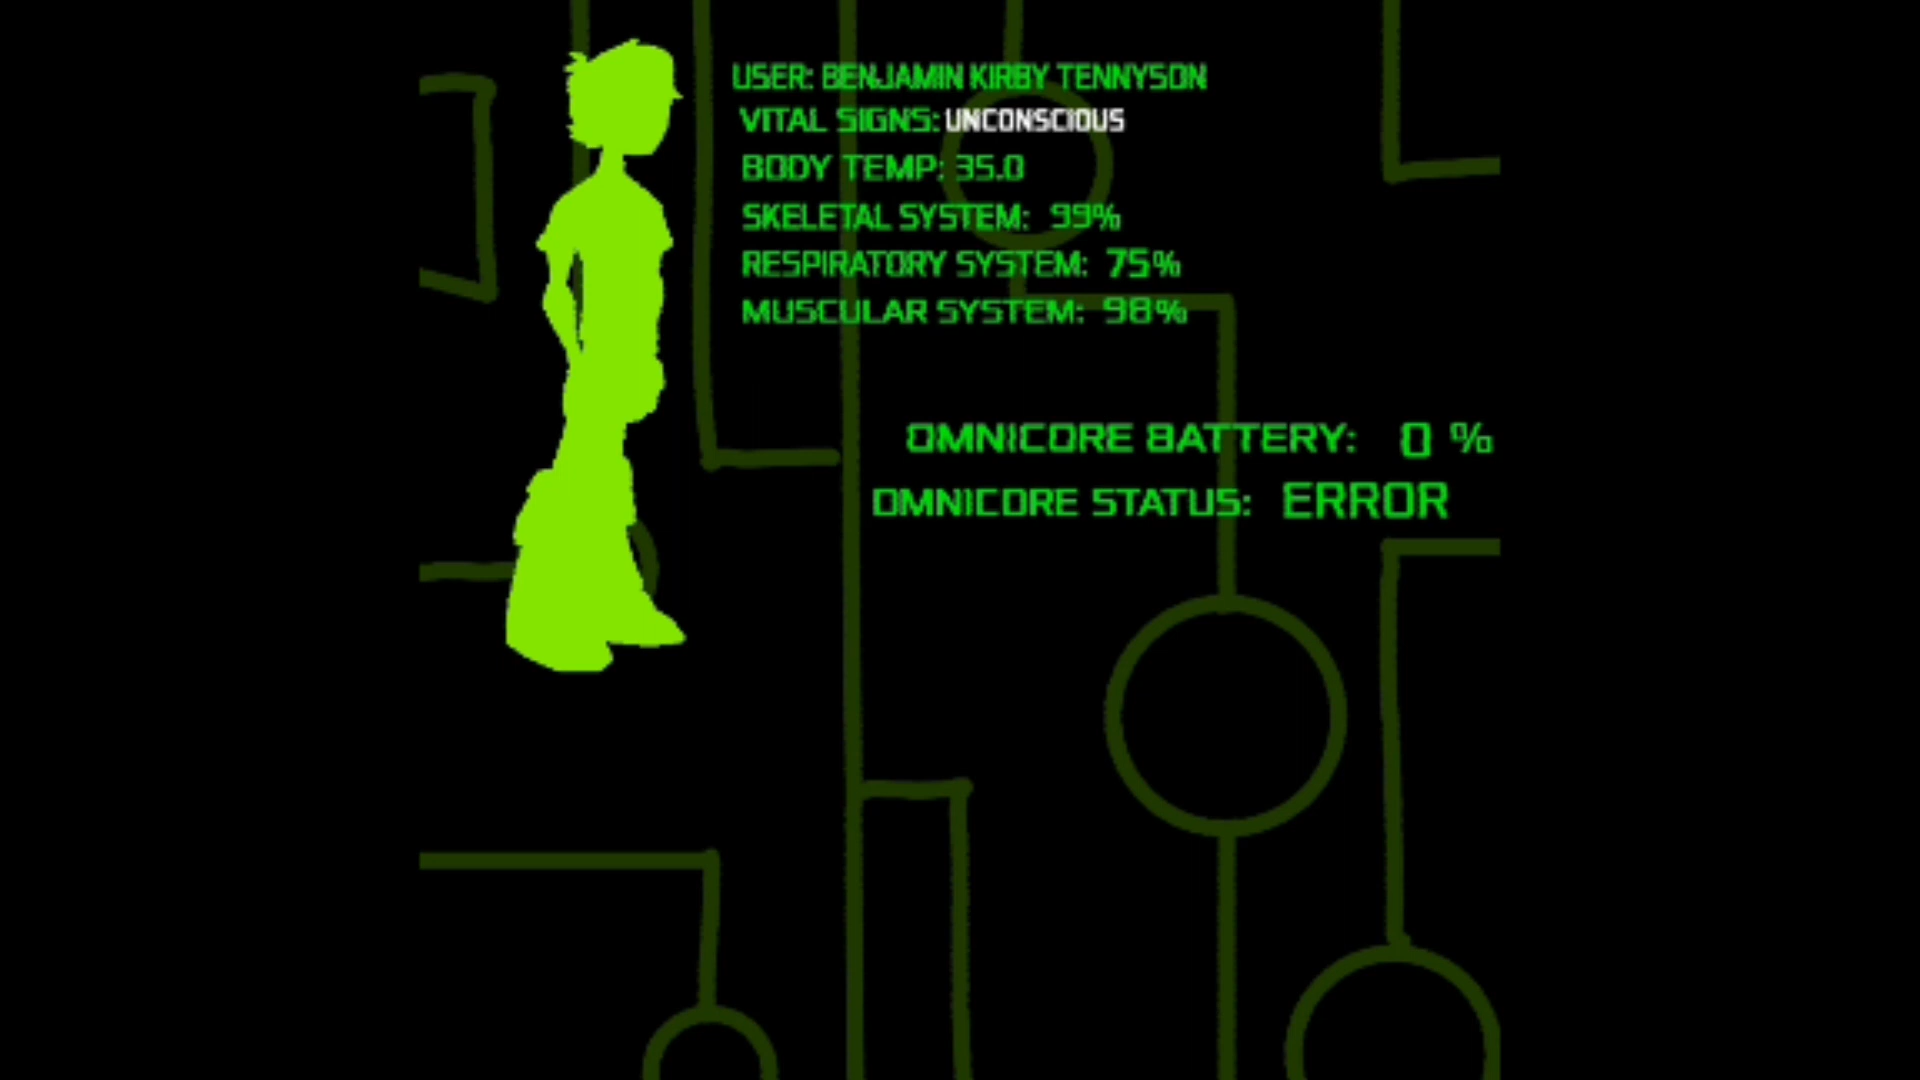 USER: BENJAMIN KIRBY TENNYSON
VITAL SIGNS: UNCONSCIOUS
BODY TEMP: 35.0
SKELETAL SYSTEM: 99%
RESPIRATORY SYSTEM: 75%
MUSCULAR SYSTEM: 98%
OMNICORE BATTERY: 0 %
OMNICORE STATUS: ERROR